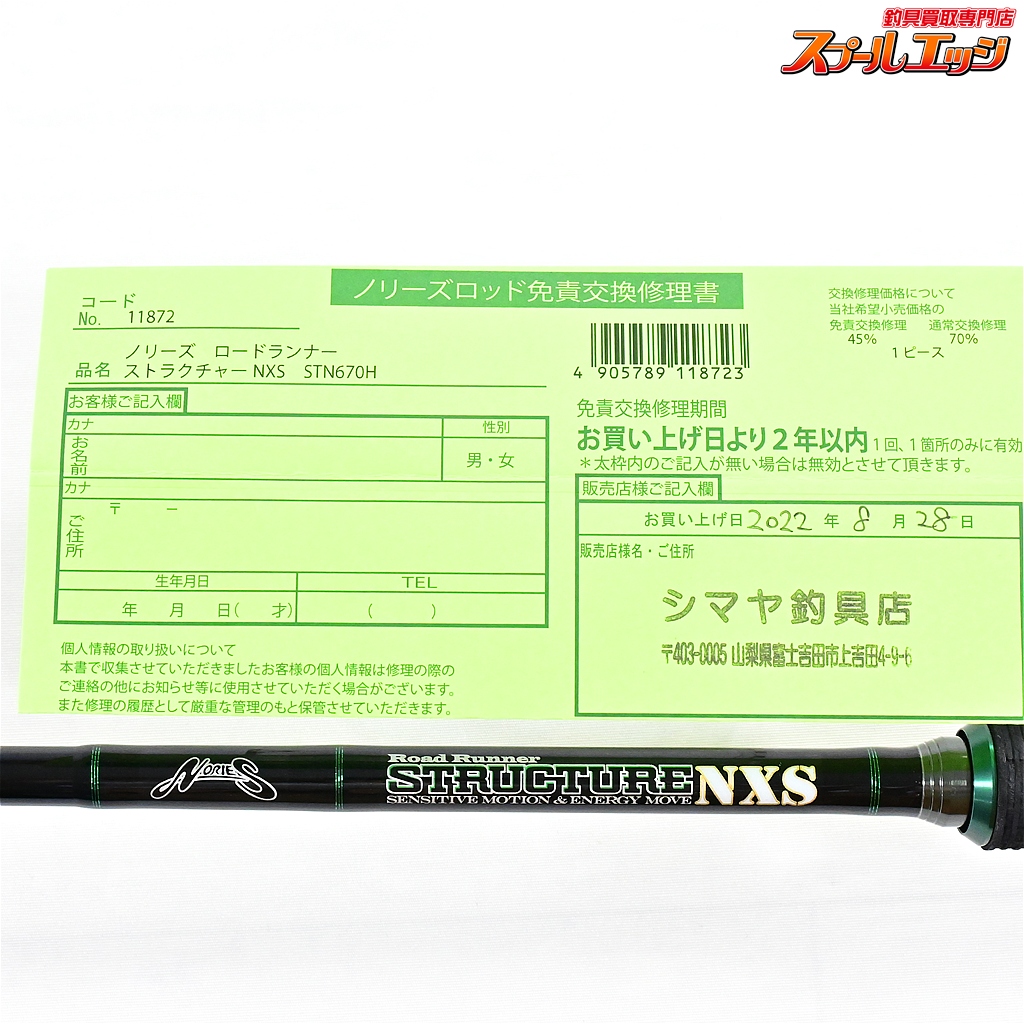 釣具買取専門店
スプールエッジ
ノリーズロッド免責交換修理書
コード
No. 11872
ノリーズ ロードランナー
品名 ストラクチャーNXS STN670H
4 905789 118723
交換修理価格について
当社希望小売価格の
免責交換修理 通常交換修理
45% 70%
1ピース
お客様ご記入欄
カナ 性別
お名前 男・女
カナ
ご住所 〒 −
生年月日 TEL
年 月 日( 才) ( )
個人情報の取り扱いについて
本書で収集させていただきましたお客様の個人情報は修理の際の
ご連絡の他にお知らせ等に使用させていただく場合がございます。
また修理の履歴として厳重な管理のもと保管させていただきます。
免責交換修理期間
お買い上げ日より2年以内 1回、1箇所のみに有効
＊太枠内のご記入が無い場合は無効とさせて頂きます。
販売店様ご記入欄
お買い上げ日 2022 年 8 月 28 日
販売店様名・ご住所
シマヤ釣具店
〒403-0005 山梨県富士吉田市上吉田4-9-6
NORIES
Road Runner
STRUCTURE NXS
SENSITIVE MOTION & ENERGY MOVE